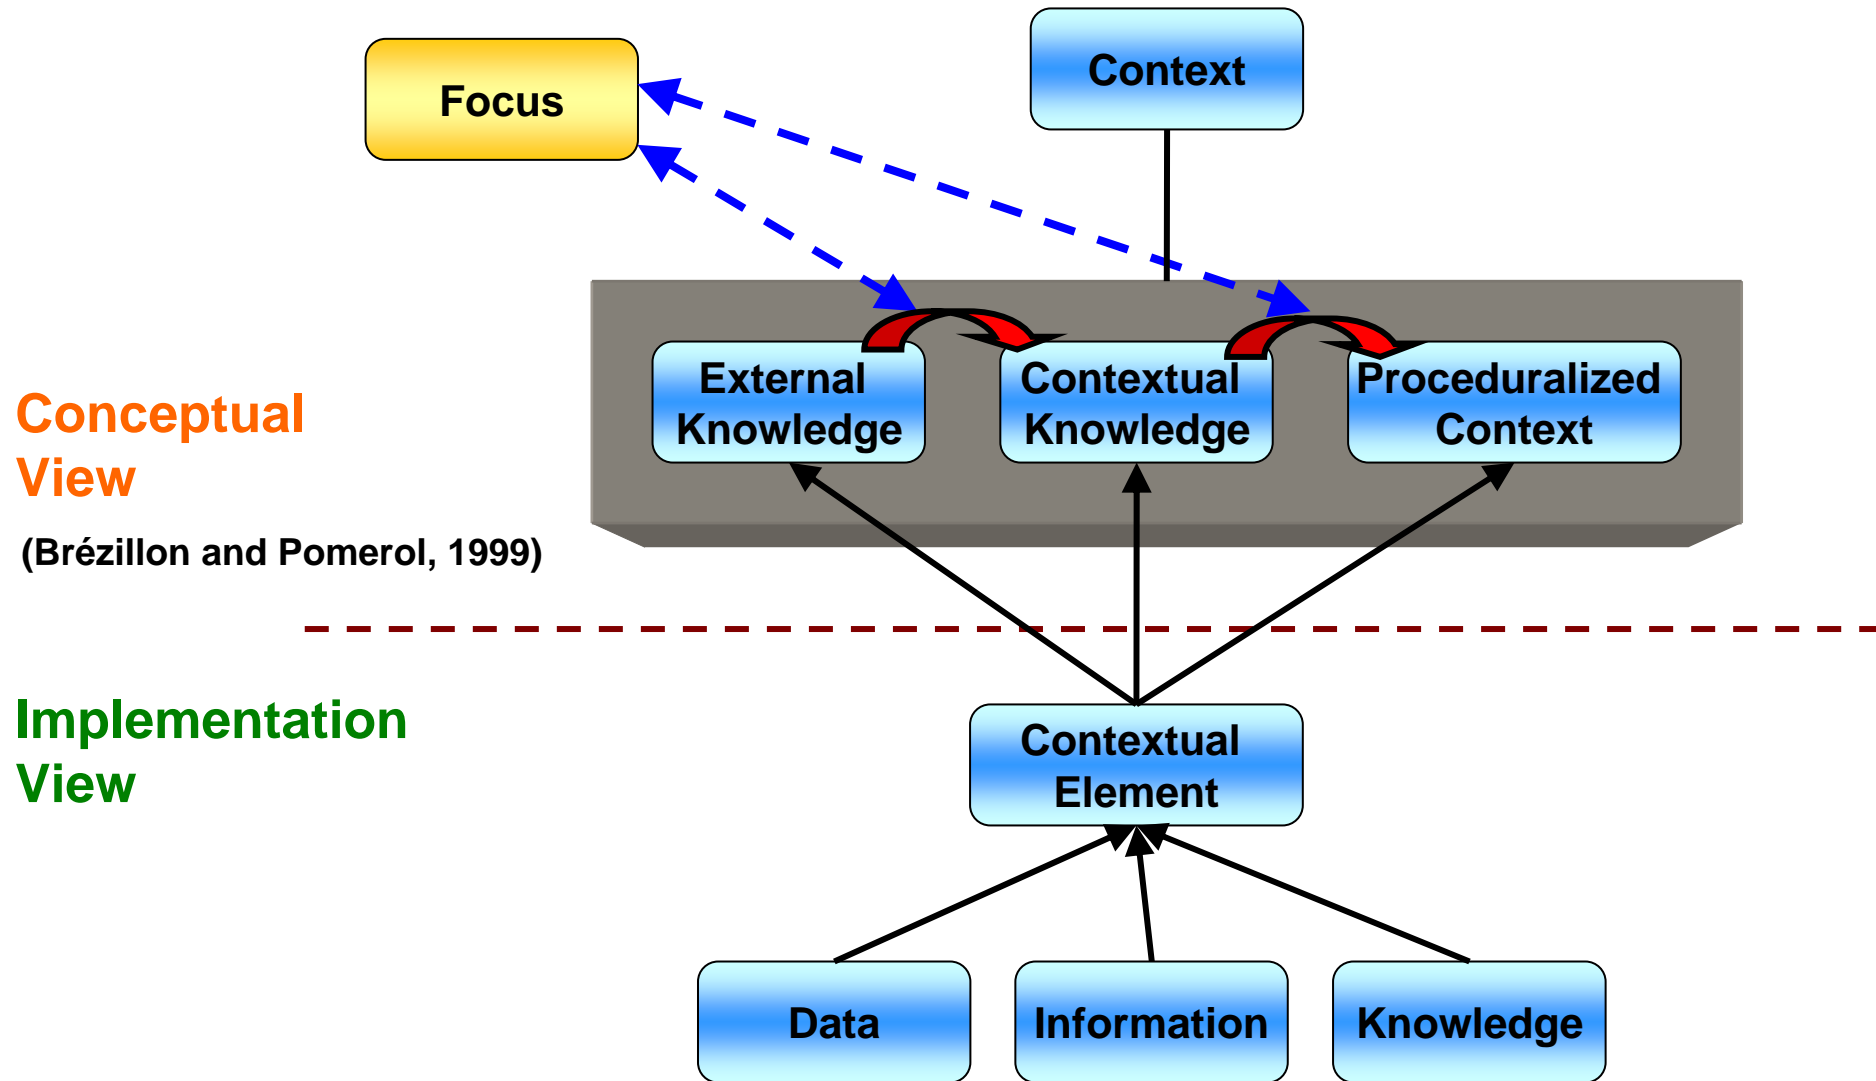 Focus
Context
External
Knowledge
Contextual
Knowledge
Proceduralized
Context
Conceptual
View
(Brézillon and Pomerol, 1999)
Implementation
View
Contextual
Element
Data
Information
Knowledge